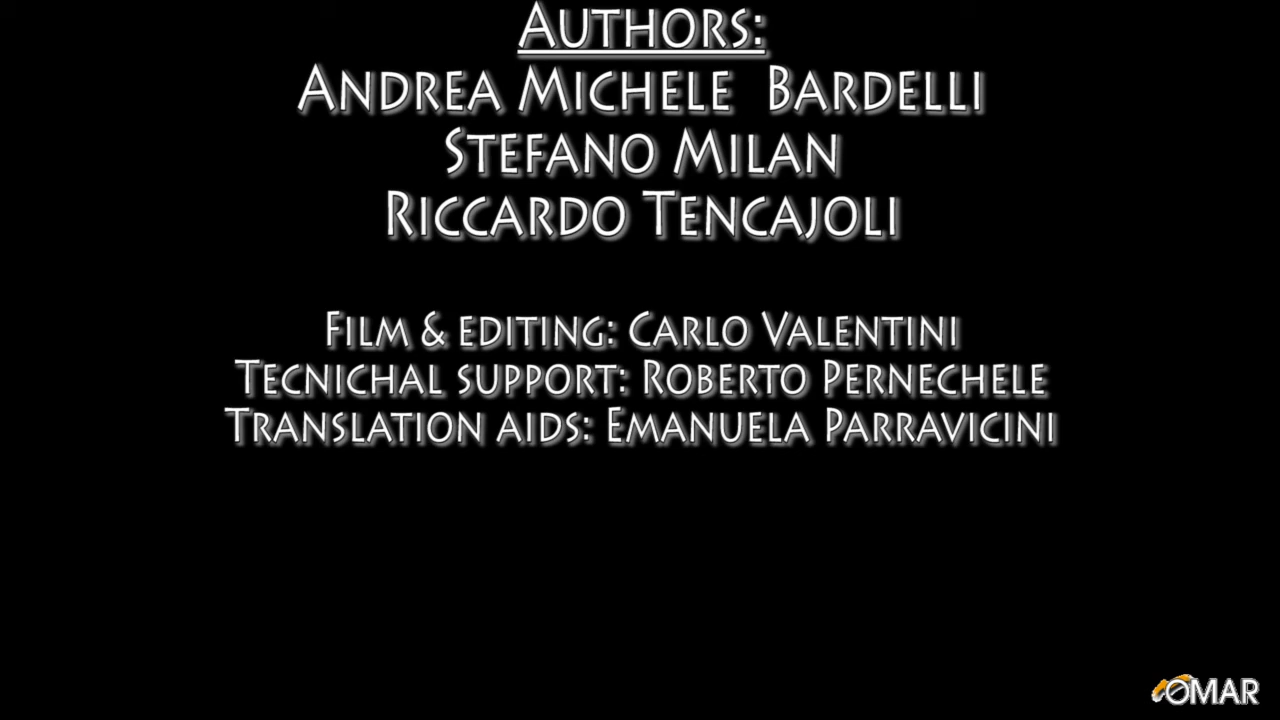 Authors:
Andrea Michele Bardelli
Stefano Milan
Riccardo Tencajoli
Film & editing: Carlo Valentini
Tecnichal support: Roberto Pernechele
Translation aids: Emanuela Parravicini
OMAR